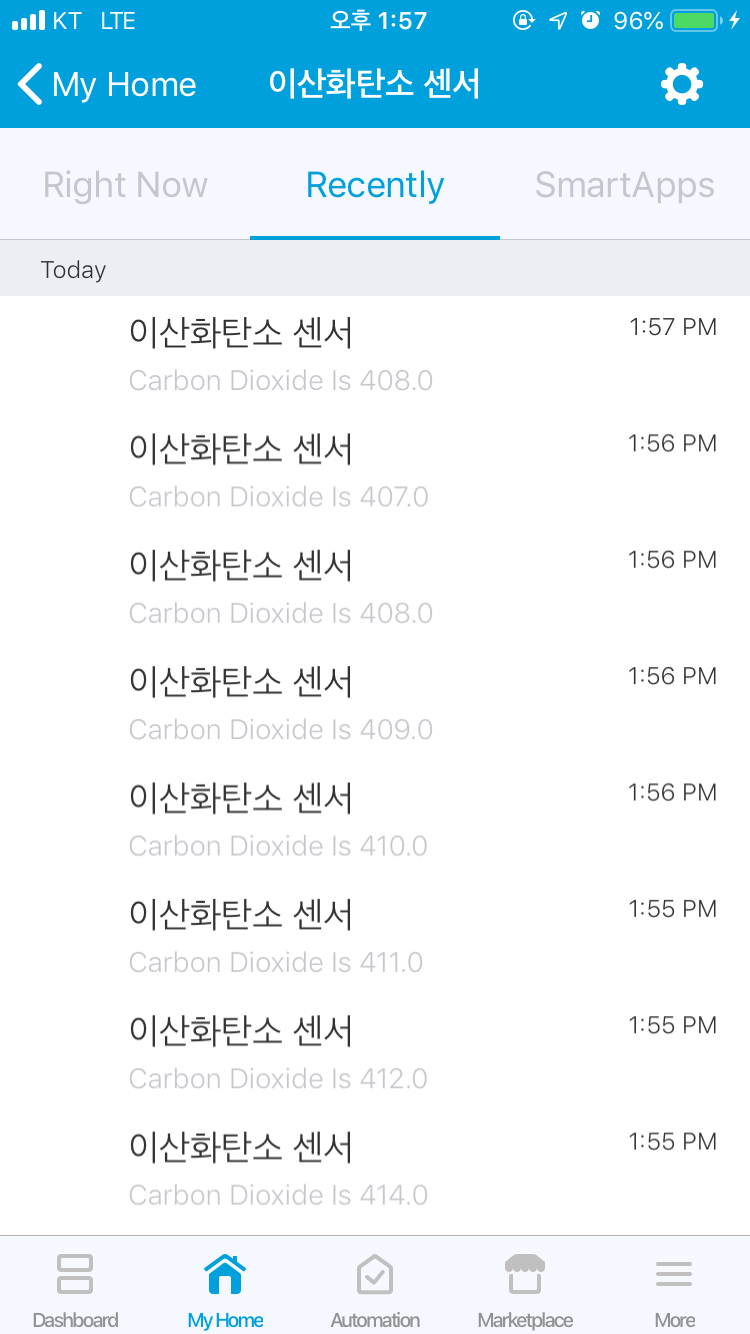 KT LTE 오후 1:57 96%
My Home 이산화탄소 센서
Right Now Recently SmartApps
Today
이산화탄소 센서 1:57 PM
Carbon Dioxide Is 408.0
이산화탄소 센서 1:56 PM
Carbon Dioxide Is 407.0
이산화탄소 센서 1:56 PM
Carbon Dioxide Is 408.0
이산화탄소 센서 1:56 PM
Carbon Dioxide Is 409.0
이산화탄소 센서 1:56 PM
Carbon Dioxide Is 410.0
이산화탄소 센서 1:55 PM
Carbon Dioxide Is 411.0
이산화탄소 센서 1:55 PM
Carbon Dioxide Is 412.0
이산화탄소 센서 1:55 PM
Carbon Dioxide Is 414.0
Dashboard My Home Automation Marketplace More